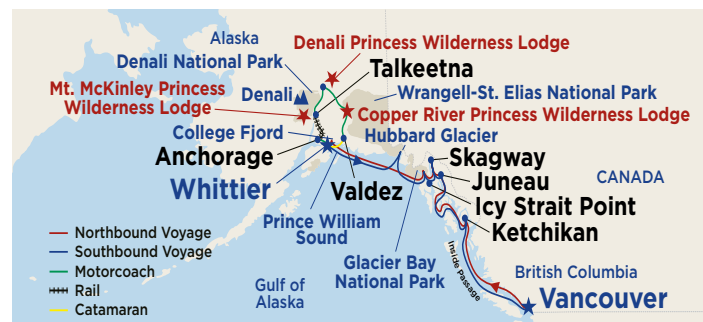 Alaska
Denali Princess Wilderness Lodge
Denali National Park
Talkeetna
Mt. McKinley Princess
Wilderness Lodge
Denali
Wrangell-St. Elias National Park
Copper River Princess Wilderness Lodge
College Fjord
Hubbard Glacier
Anchorage
Skagway
Whittier
Valdez
Juneau
CANADA
Icy Strait Point
Prince William
Sound
Ketchikan
Northbound Voyage
Southbound Voyage
Motorcoach
Rail
Catamaran
Glacier Bay
National Park
Inside Passage
Gulf of
Alaska
British Columbia
Vancouver